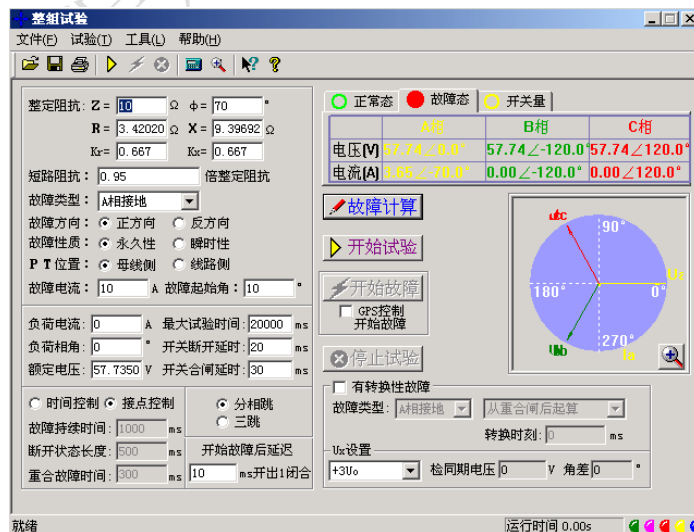 整组试验
文件(F) 试验(T) 工具(L) 帮助(H)
整定阻抗: Z = 10 Ω ф = 70 °
R = 3.42020 Ω X = 9.39692 Ω
Kr= 0.667 Kx= 0.667
短路阻抗: 0.95 倍整定阻抗
故障类型: A相接地
故障方向: 正方向 反方向
故障性质: 永久性 瞬时性
P T 位置: 母线侧 线路侧
故障电流: 10 A 故障起始角: 10 °
负荷电流: 0 A 最大试验时间: 20000 ms
负荷相角: 0 ° 开关断开延时: 20 ms
额定电压: 57.7350 V 开关合闸延时: 30 ms
时间控制 接点控制
故障持续时间: 1000 ms
断开状态长度: 500 ms
重合故障时间: 300 ms
分相跳
三跳
开始故障后延迟
10 ms开出1闭合
正常态 故障态 开关量
A相 B相 C相
电压(V) 57.74∠0.0° 57.74∠-120.0° 57.74∠120.0°
电流(A) 3.65∠-70.0° 0.00∠-120.0° 0.00∠120.0°
故障计算
开始试验
开始故障
GPS控制
开始故障
停止试验
90°
180° 0°
270°
有转换性故障
故障类型: A相接地 从重合闸后起算
转换时刻: 500 ms
Ux设置
+3U₀ 检同期电压 0 V 角差 0 °
就绪 运行时间 0.00s